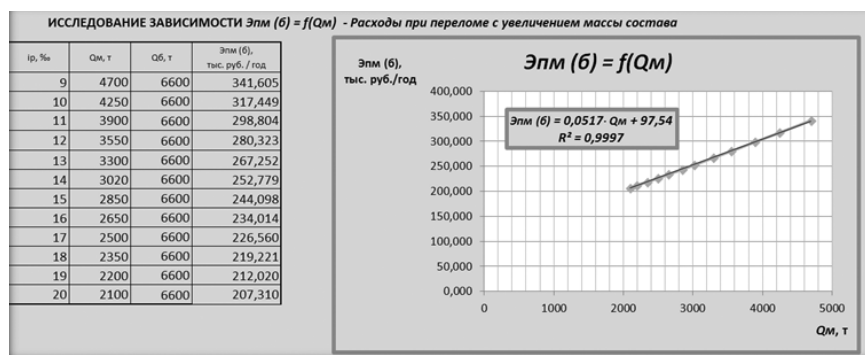 ИССЛЕДОВАНИЕ ЗАВИСИМОСТИ Эпм (б) = f(Qм) - Расходы при переломе с увеличением массы состава
ip, ‰ Qм, т Qб, т Эпм (б), тыс. руб. / год
9 4700 6600 341,605
10 4250 6600 317,449
11 3900 6600 298,804
12 3550 6600 280,323
13 3300 6600 267,252
14 3020 6600 252,779
15 2850 6600 244,098
16 2650 6600 234,014
17 2500 6600 226,560
18 2350 6600 219,221
19 2200 6600 212,020
20 2100 6600 207,310
Эпм (б),
тыс. руб./год
Эпм (б) = f(Qм)
Эпм (б) = 0,0517· Qм + 97,54
R² = 0,9997
400,000
350,000
300,000
250,000
200,000
150,000
100,000
50,000
0,000
0 1000 2000 3000 4000 5000
Qм, т